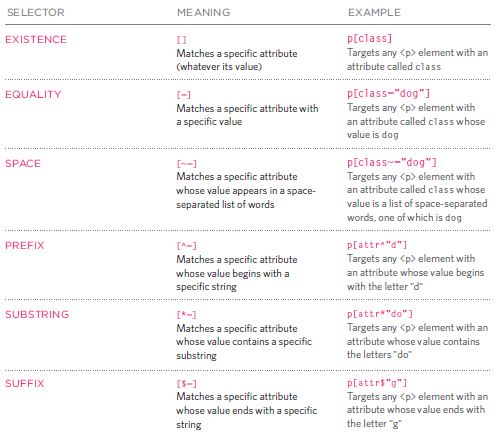 SELECTOR MEANING EXAMPLE
EXISTENCE [] p[class]
Matches a specific attribute Targets any <p> element with an
(whatever its value) attribute called class
EQUALITY [=] p[class="dog"]
Matches a specific attribute with Targets any <p> element with
a specific value an attribute called class whose
value is dog
SPACE [~=] p[class~="dog"]
Matches a specific attribute Targets any <p> element with
whose value appears in a space- an attribute called class whose
separated list of words value is a list of space-separated
words, one of which is dog
PREFIX [^=] p[attr^"d"]
Matches a specific attribute Targets any <p> element with
whose value begins with a an attribute whose value begins
specific string with the letter "d"
SUBSTRING [*=] p[attr*"do"]
Matches a specific attribute Targets any <p> element with an
whose value contains a specific attribute whose value contains
substring the letters "do"
SUFFIX [$=] p[attr$"g"]
Matches a specific attribute Targets any <p> element with an
whose value ends with a specific attribute whose value ends with
string the letter "g"